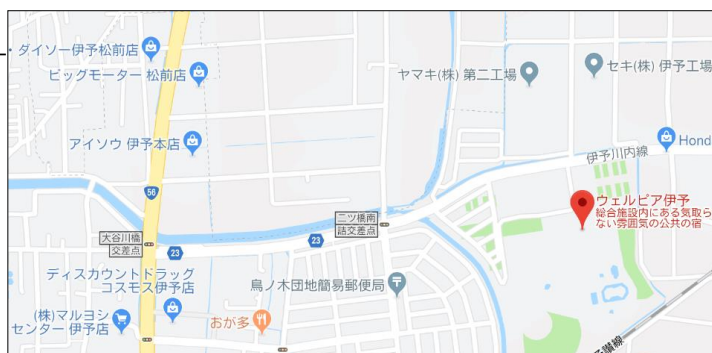 ダイソー伊予松前店
ビッグモーター 松前店
アイソウ 伊予本店
ヤマキ(株) 第二工場
セキ(株) 伊予工場
Hond
伊予川内線
56
ウェルピア伊予
総合施設内にある気取ら
ない雰囲気の公共の宿
二ツ橋南
詰交差点
大谷川橋
交差点
23
23
ディスカウントドラッグ
コスモス伊予店
鳥ノ木団地簡易郵便局
(株)マルヨシ
センター 伊予店
おが多
予讃線